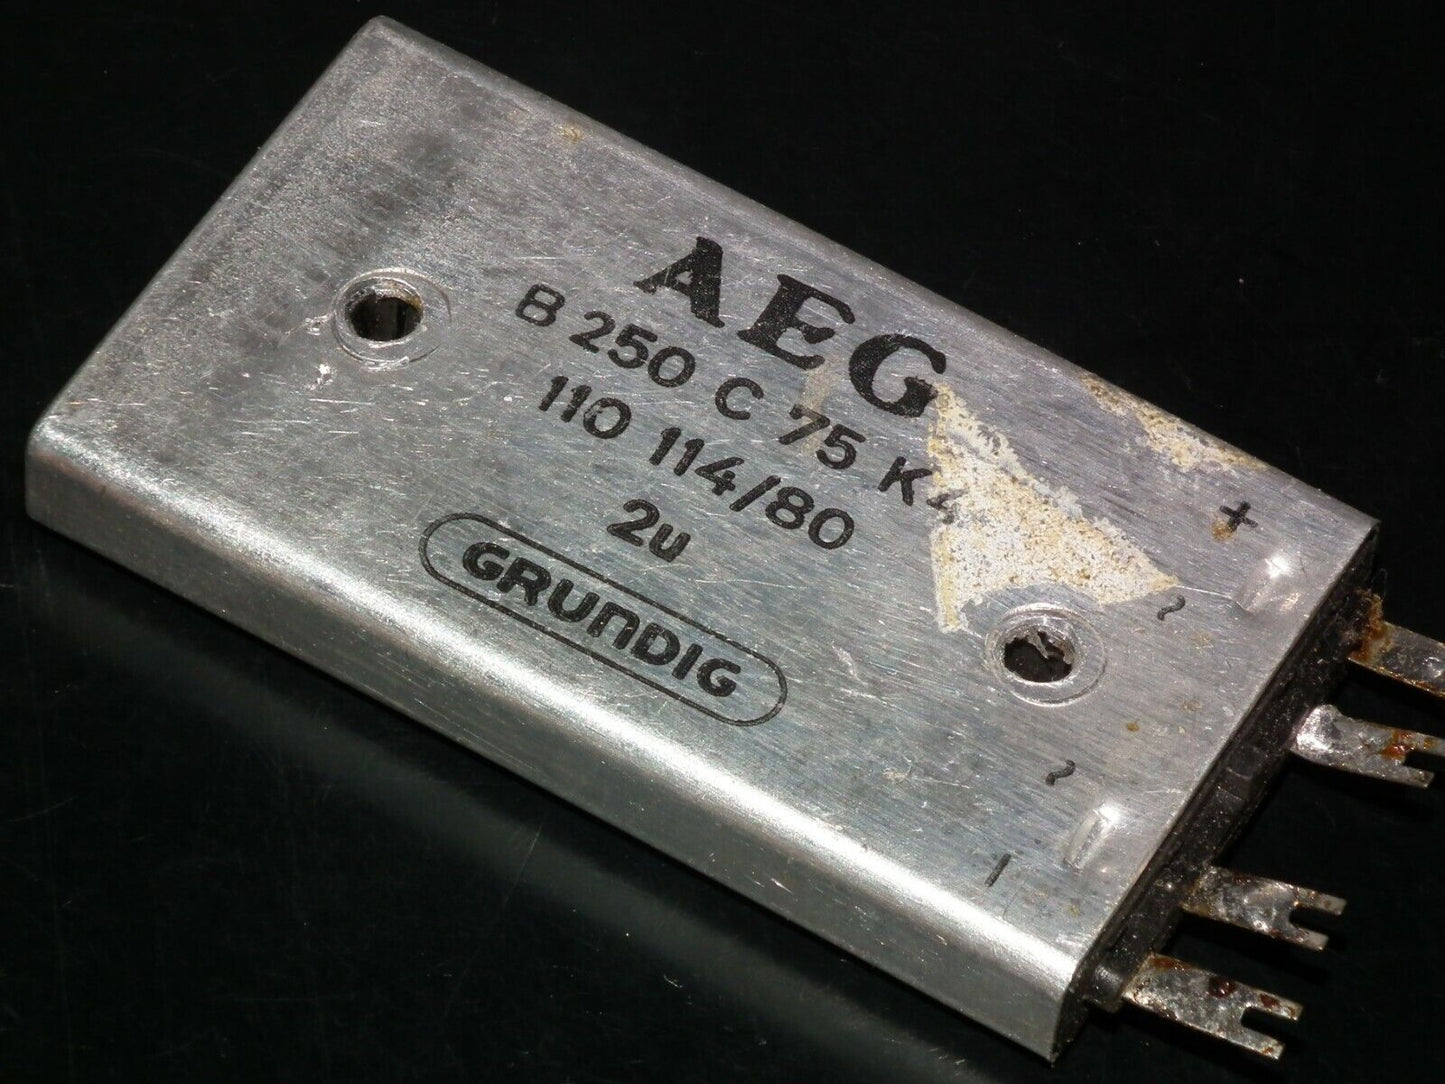 AEG
B 250 C 75 K4
110 114/80
2u
GRUNDIG
+
~
~
—